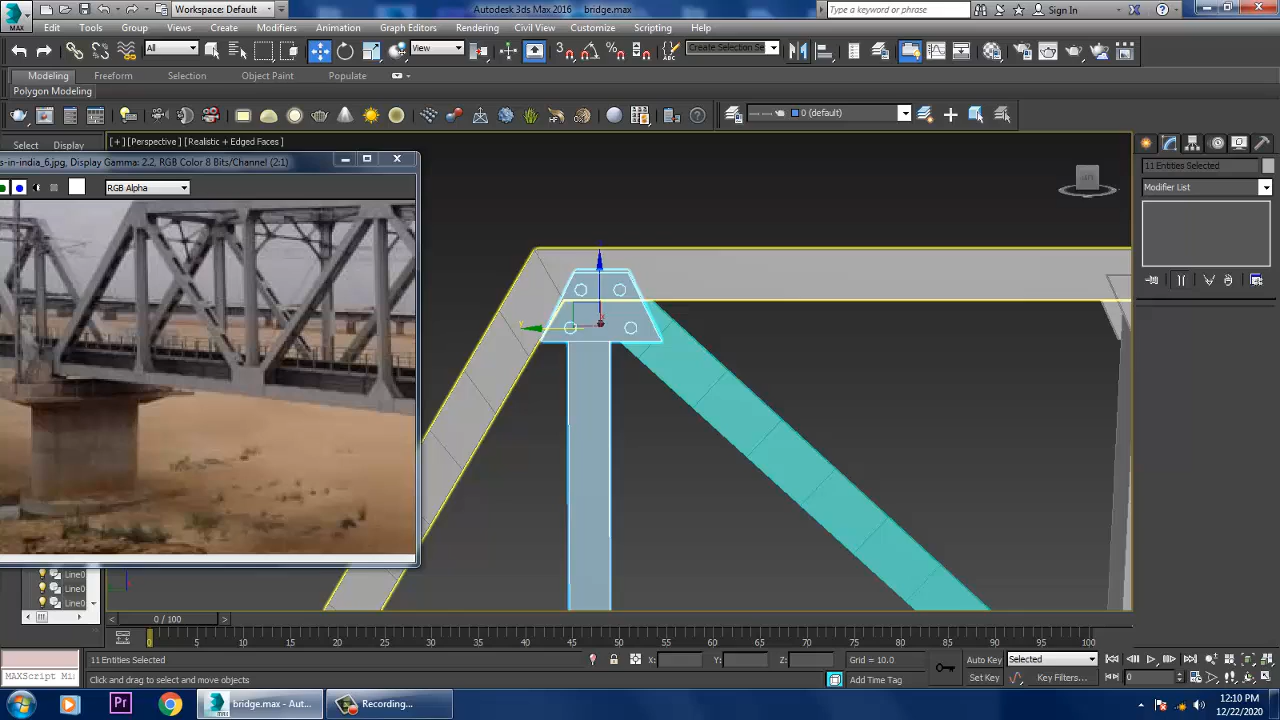 MAX
Workspace: Default
Autodesk 3ds Max 2016 bridge.max
Type a keyword or phrase
Sign In
Edit Tools Group Views Create Modifiers Animation Graph Editors Rendering Civil View Customize Scripting Help
All
View
Create Selection Se
Modeling Freeform Selection Object Paint Populate
Polygon Modeling
0 (default)
Select Display
[+] [Perspective] [Realistic + Edged Faces]
s-in-india_6.jpg, Display Gamma: 2.2, RGB Color 8 Bits/Channel (2:1)
RGB Alpha
11 Entities Selected
Modifier List
Line0
Line0
Line0
0 / 100
0 5 10 15 20 25 30 35 40 45 50 55 60 65 70 75 80 85 90 95 100
11 Entities Selected
X: Y: Z: Grid = 10.0
Auto Key Selected
MAXScript Mi
Click and drag to select and move objects
Add Time Tag
Set Key Key Filters...
0
bridge.max - Aut...
Recording...
12:10 PM
12/22/2020